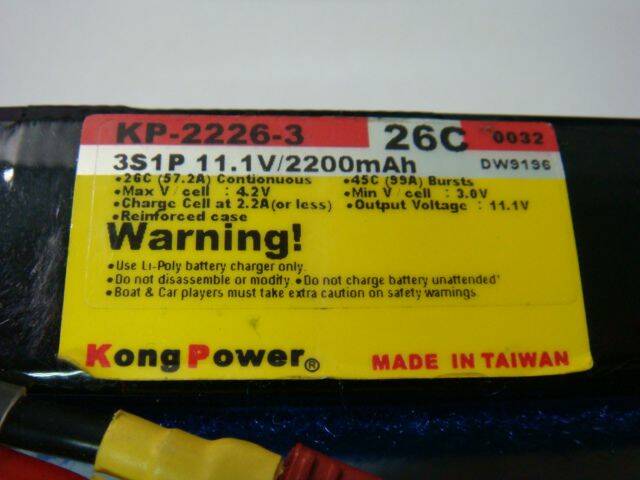 KP-2226-3 26C 0032
3S1P 11.1V/2200mAh DW9196
•26C (57.2A) Contionuous •45C (99A) Bursts
•Max V / cell : 4.2V •Min V / cell : 3.0V
•Charge Cell at 2.2A(or less) •Output Voltage : 11.1V
•Reinforced case
Warning!
•Use Li-Poly battery charger only.
•Do not disassemble or modify. •Do not charge battery unattended'
•Boat & Car players must take extra caution on safety warnings.
Kong Power® MADE IN TAIWAN